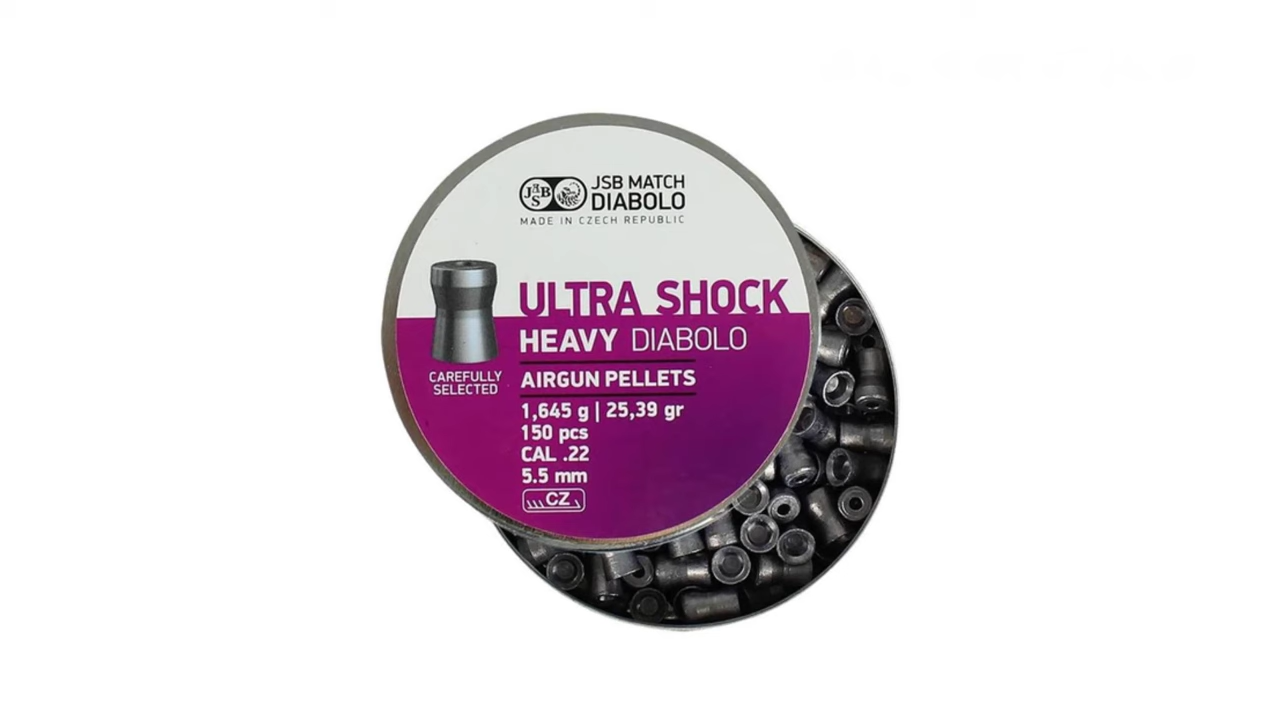 JSB
JSB MATCH
DIABOLO
MADE IN CZECH REPUBLIC
ULTRA SHOCK
HEAVY DIABOLO
CAREFULLY
SELECTED
AIRGUN PELLETS
1,645 g | 25,39 gr
150 pcs
CAL .22
5.5 mm
CZ